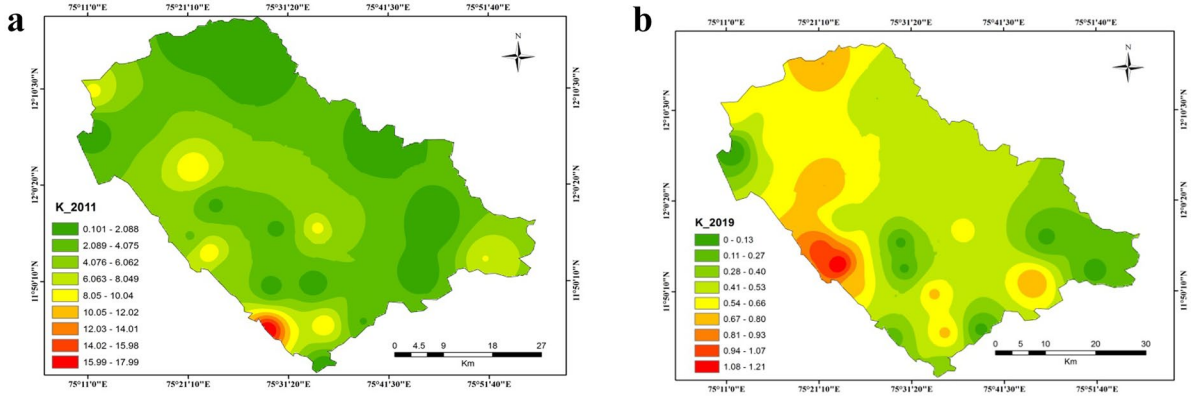 a
75°11'0"E 75°21'10"E 75°31'20"E 75°41'30"E 75°51'40"E
N
12°10'30"N
12°10'30"N
12°0'20"N
12°0'20"N
11°50'10"N
11°50'10"N
K_2011
0.101 - 2.088
2.089 - 4.075
4.076 - 6.062
6.063 - 8.049
8.05 - 10.04
10.05 - 12.02
12.03 - 14.01
14.02 - 15.98
15.99 - 17.99
0 4.5 9 18 27
Km
75°11'0"E 75°21'10"E 75°31'20"E 75°41'30"E 75°51'40"E
b
75°11'0"E 75°21'10"E 75°31'20"E 75°41'30"E 75°51'40"E
N
12°10'30"N
12°10'30"N
12°0'20"N
12°0'20"N
11°50'10"N
11°50'10"N
K_2019
0 - 0.13
0.11 - 0.27
0.28 - 0.40
0.41 - 0.53
0.54 - 0.66
0.67 - 0.80
0.81 - 0.93
0.94 - 1.07
1.08 - 1.21
0 5 10 20 30
Km
75°11'0"E 75°21'10"E 75°31'20"E 75°41'30"E 75°51'40"E